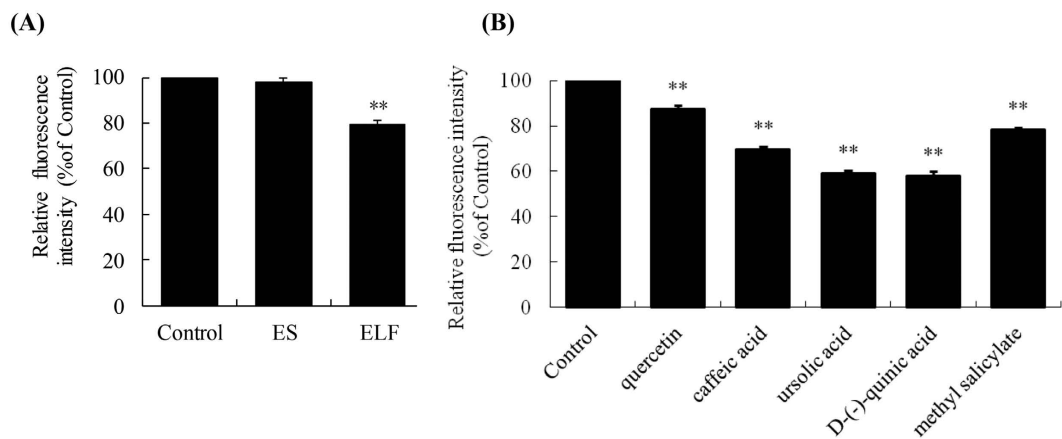 (A)
Relative fluorescence
intensity (%of Control)
100
80
60
40
20
0
**
Control ES ELF
(B)
Relative fluorescence intensity
(%of Control)
100
80
60
40
20
0
**
**
**
**
**
Control
quercetin
caffeic acid
ursolic acid
D-(-)-quinic acid
methyl salicylate